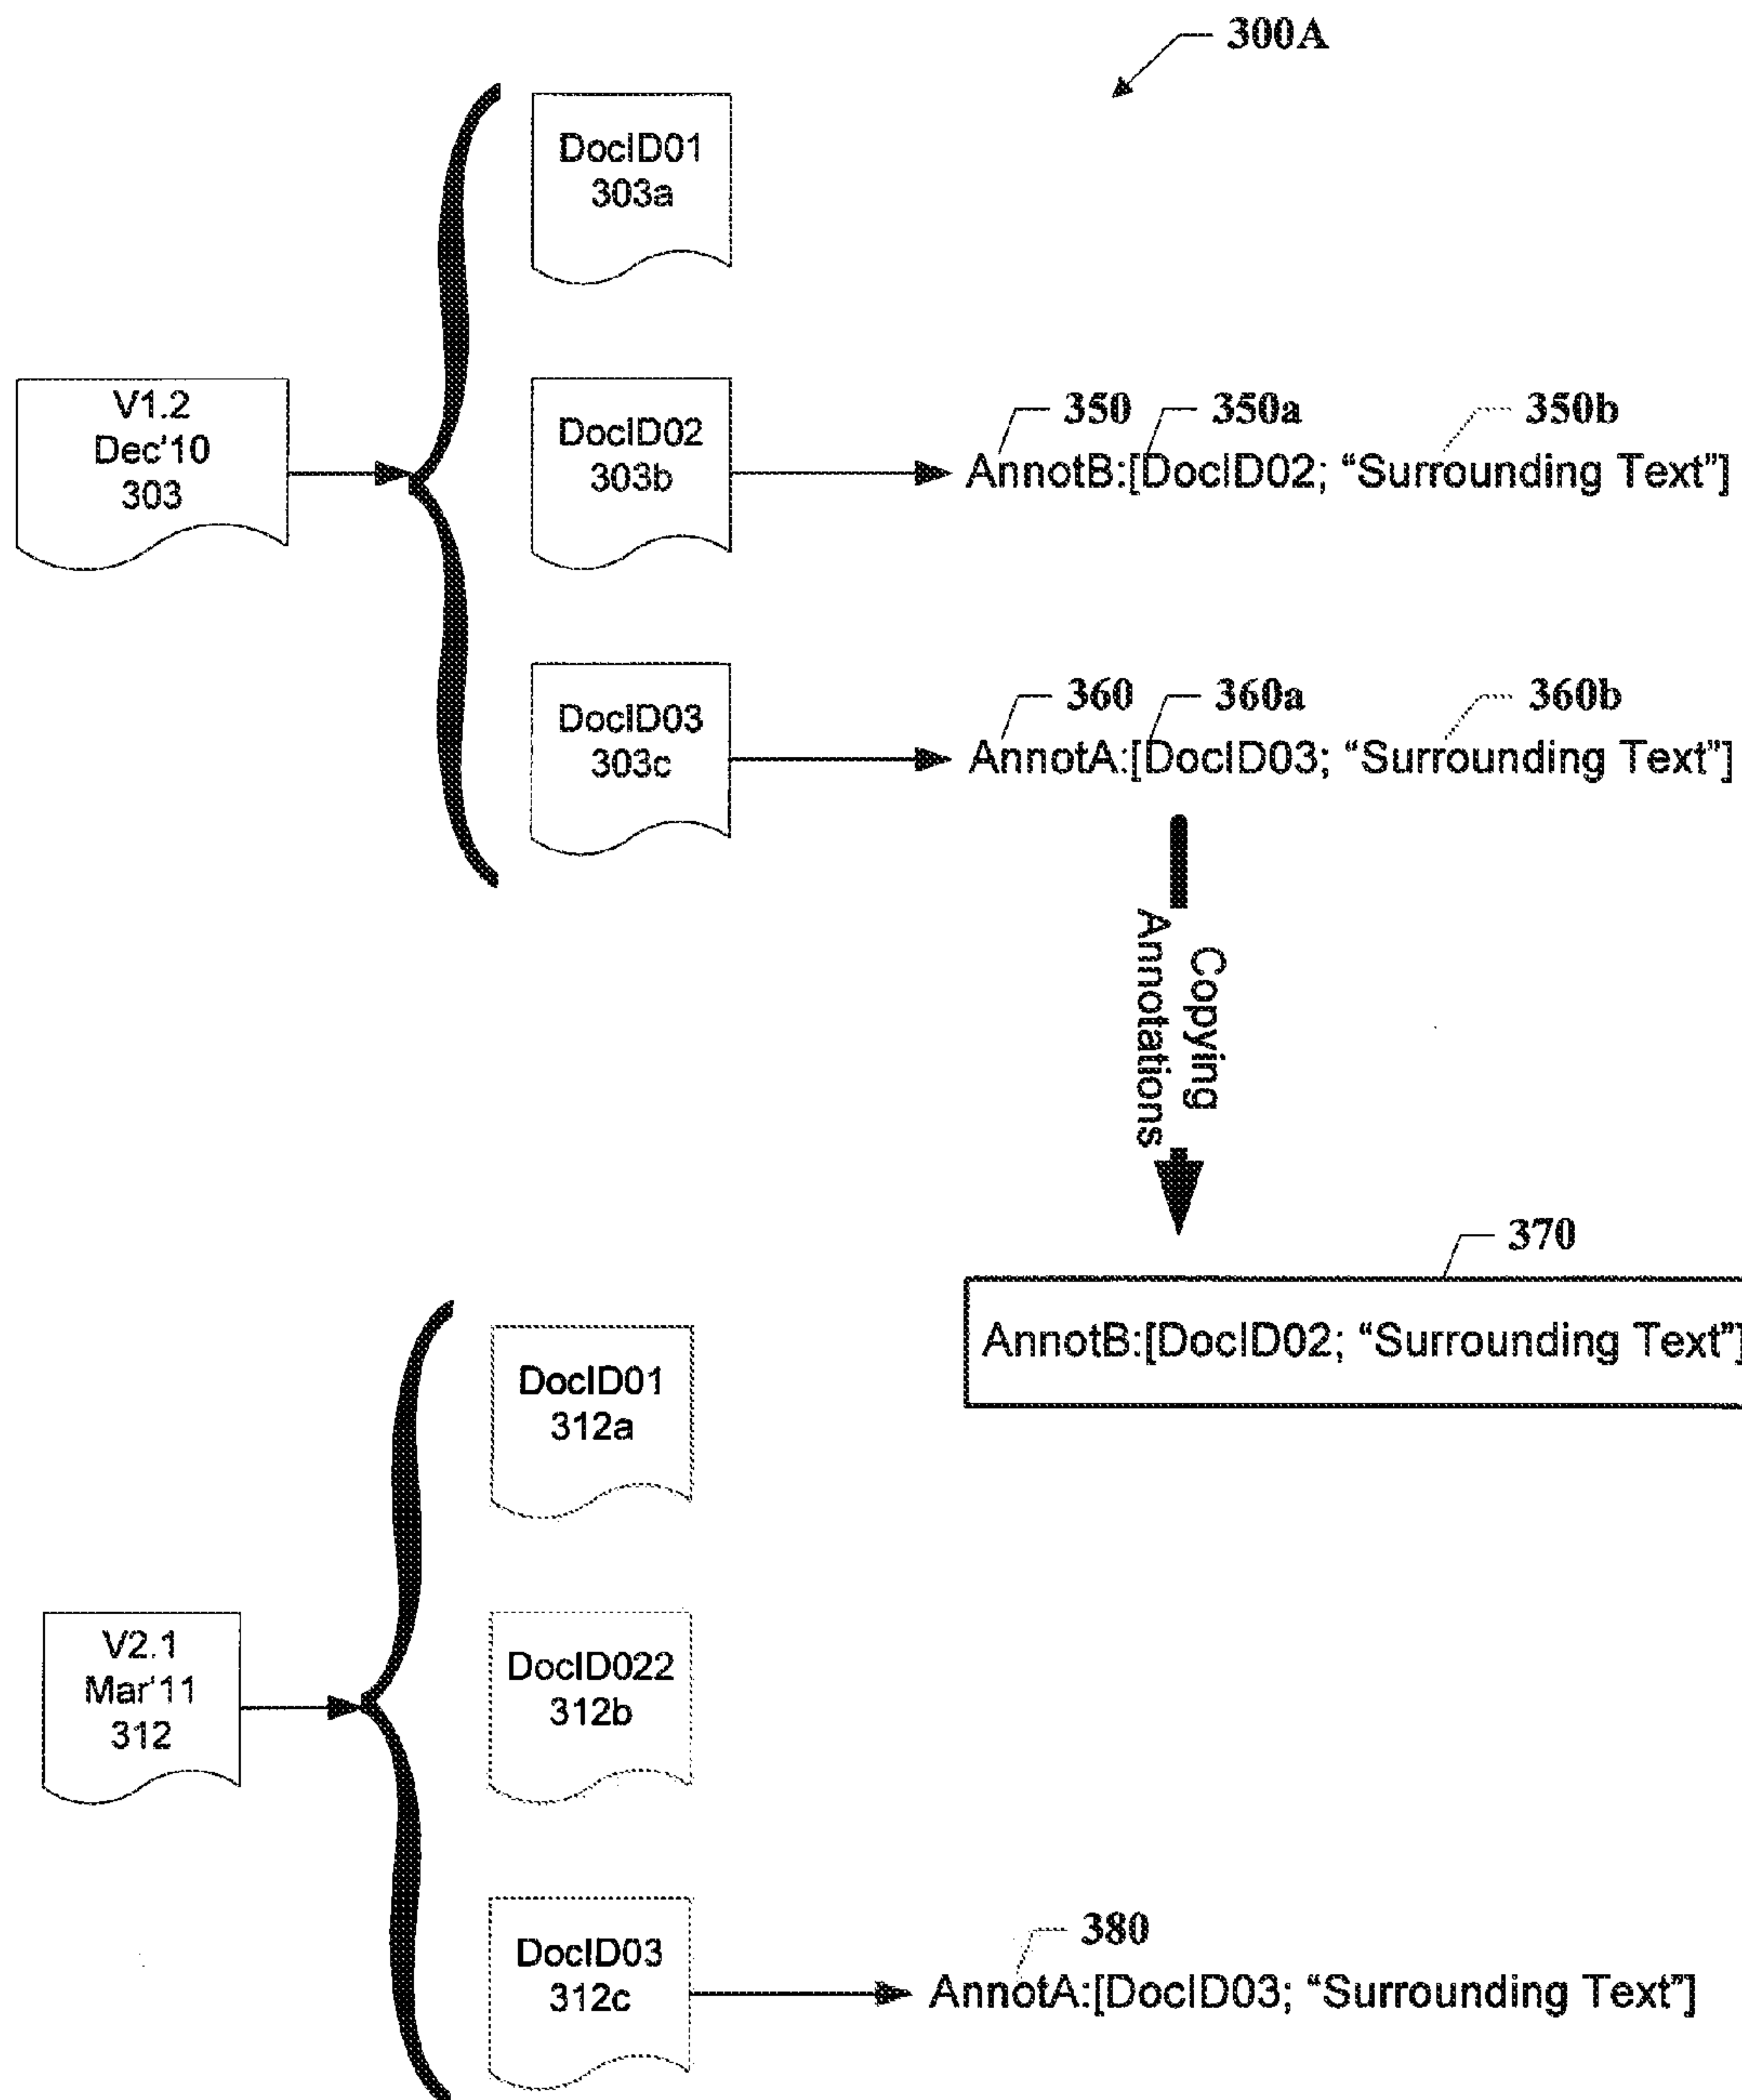 300A
DocID01
303a
V1.2
Dec'10
303
DocID02
303b
350
350a
350b
AnnotB:[DocID02; “Surrounding Text”]
DocID03
303c
360
360a
360b
AnnotA:[DocID03; “Surrounding Text”]
Copying
Annotations
370
AnnotB:[DocID02; “Surrounding Text”]
DocID01
312a
V2.1
Mar'11
312
DocID022
312b
DocID03
312c
380
AnnotA:[DocID03; “Surrounding Text”]